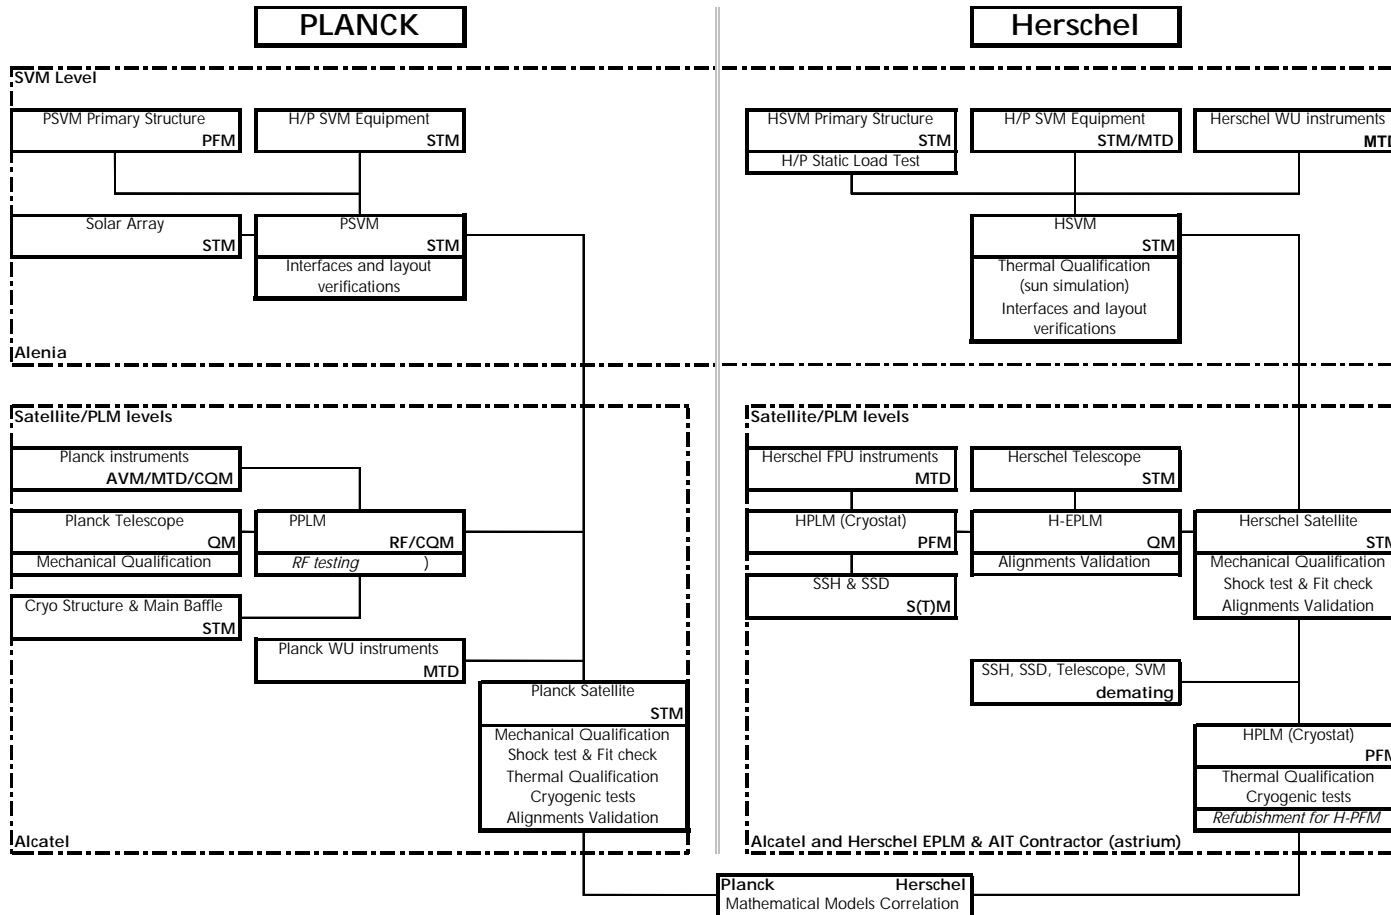 PLANCK
Herschel
SVM Level
PSVM Primary Structure
PFM
H/P SVM Equipment
STM
HSVM Primary Structure
STM
H/P Static Load Test
H/P SVM Equipment
STM/MTD
Herschel WU instruments
MTD
Solar Array
STM
PSVM
STM
Interfaces and layout
verifications
HSVM
STM
Thermal Qualification
(sun simulation)
Interfaces and layout
verifications
Alenia
Satellite/PLM levels
Planck instruments
AVM/MTD/CQM
Planck Telescope
QM
Mechanical Qualification
PPLM
RF/CQM
RF testing )
Cryo Structure & Main Baffle
STM
Planck WU instruments
MTD
Planck Satellite
STM
Mechanical Qualification
Shock test & Fit check
Thermal Qualification
Cryogenic tests
Alignments Validation
Alcatel
Satellite/PLM levels
Herschel FPU instruments
MTD
Herschel Telescope
STM
HPLM (Cryostat)
PFM
H-EPLM
QM
Alignments Validation
Herschel Satellite
STM
Mechanical Qualification
Shock test & Fit check
Alignments Validation
SSH & SSD
S(T)M
SSH, SSD, Telescope, SVM
demating
HPLM (Cryostat)
PFM
Thermal Qualification
Cryogenic tests
Refubishment for H-PFM
Alcatel and Herschel EPLM & AIT Contractor (astrium)
Planck Herschel
Mathematical Models Correlation